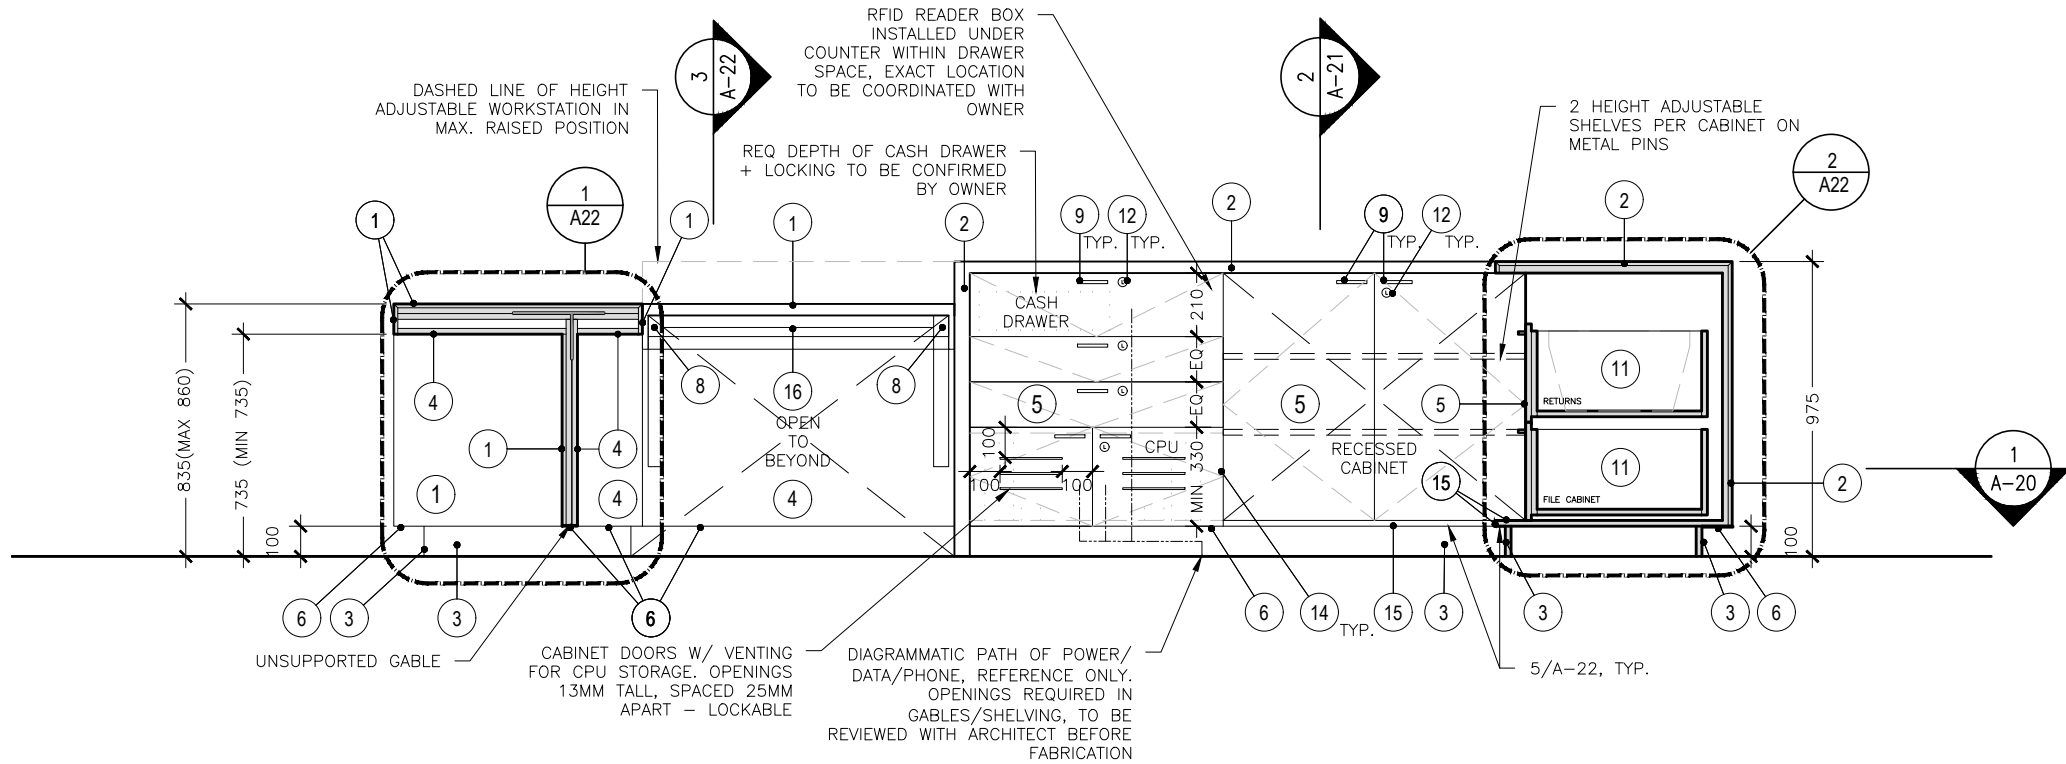 RFID READER BOX
INSTALLED UNDER
COUNTER WITHIN DRAWER
SPACE, EXACT LOCATION
TO BE COORDINATED WITH
OWNER
3
A-22
2
A-21
DASHED LINE OF HEIGHT
ADJUSTABLE WORKSTATION IN
MAX. RAISED POSITION
2 HEIGHT ADJUSTABLE
SHELVES PER CABINET ON
METAL PINS
REQ DEPTH OF CASH DRAWER
+ LOCKING TO BE CONFIRMED
BY OWNER
2
A22
1
A22
1
1
1
2
9
TYP.
12
TYP.
2
9
TYP.
12
TYP.
2
CASH
DRAWER
210
EQ
EQ
MIN 330
835(MAX 860)
735 (MIN 735)
100
975
100
4
8
16
8
5
5
5
11
RETURNS
OPEN
TO
BEYOND
1
4
100
CPU
RECESSED
CABINET
11
FILE CABINET
1
4
4
100
100
15
2
1
A-20
6
3
3
6
6
14
TYP.
15
3
3
3
6
UNSUPPORTED GABLE
CABINET DOORS W/ VENTING
FOR CPU STORAGE. OPENINGS
13MM TALL, SPACED 25MM
APART – LOCKABLE
DIAGRAMMATIC PATH OF POWER/
DATA/PHONE, REFERENCE ONLY.
OPENINGS REQUIRED IN
GABLES/SHELVING, TO BE
REVIEWED WITH ARCHITECT BEFORE
FABRICATION
5/A-22, TYP.